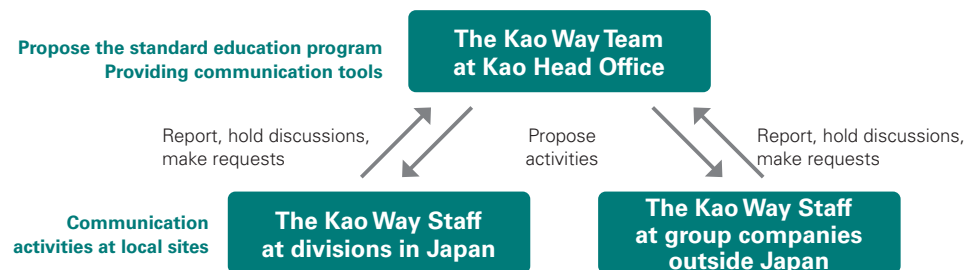 Propose the standard education program
Providing communication tools
The Kao Way Team
at Kao Head Office
Report, hold discussions,
make requests
Propose
activities
Report, hold discussions,
make requests
Communication
activities at local sites
The Kao Way Staff
at divisions in Japan
The Kao Way Staff
at group companies
outside Japan